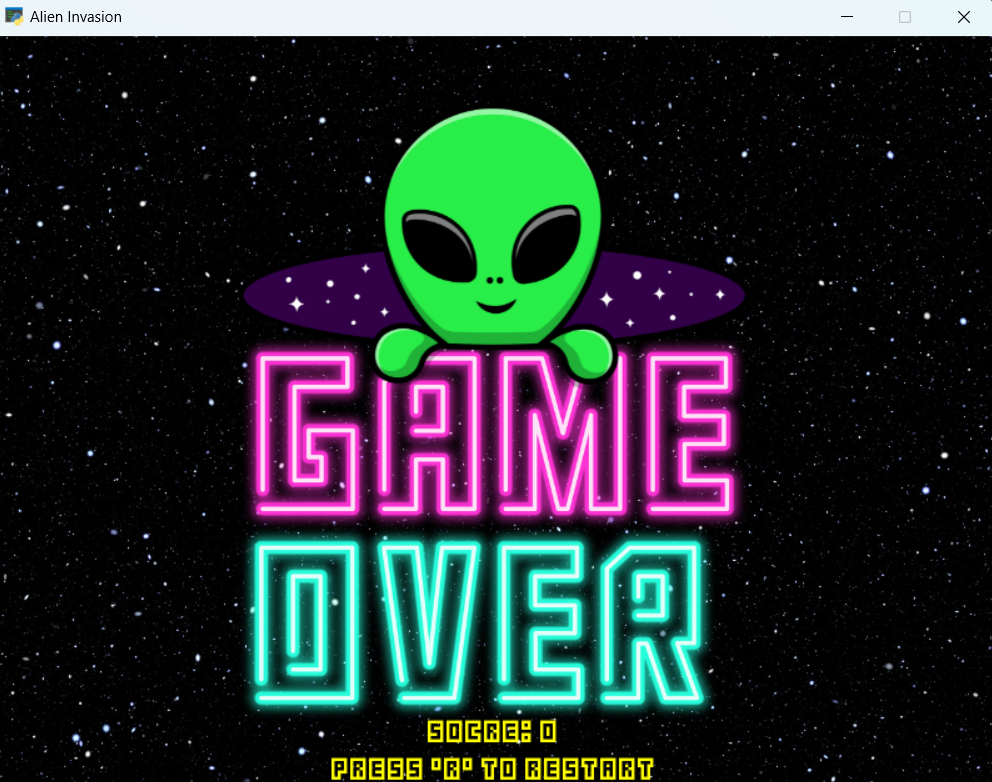 Alien Invasion
GAME
OVER
SOCRE: 0
PRESS 'R' TO RESTART